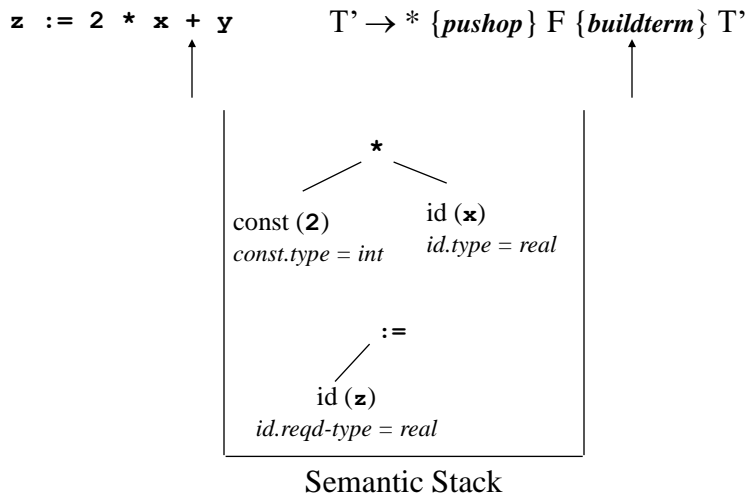 z := 2 * x + y
T’ → * {pushop} F {buildterm} T’
*
const (2)
id (x)
const.type = int
id.type = real
:=
id (z)
id.reqd-type = real
Semantic Stack